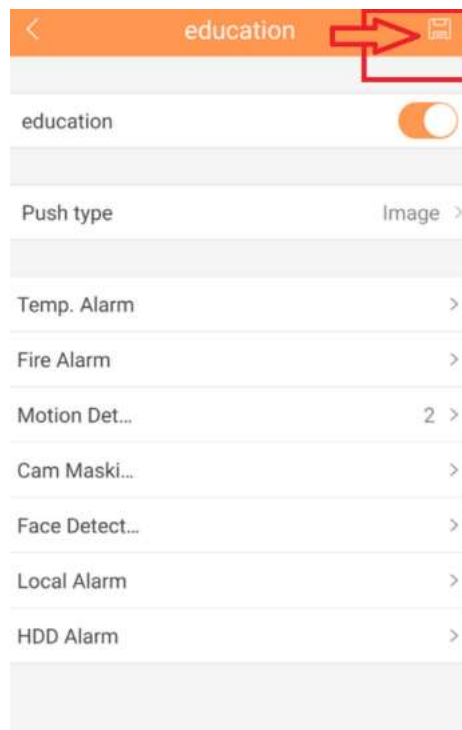 education
education
Push type Image
Temp. Alarm
Fire Alarm
Motion Det... 2
Cam Maski...
Face Detect...
Local Alarm
HDD Alarm